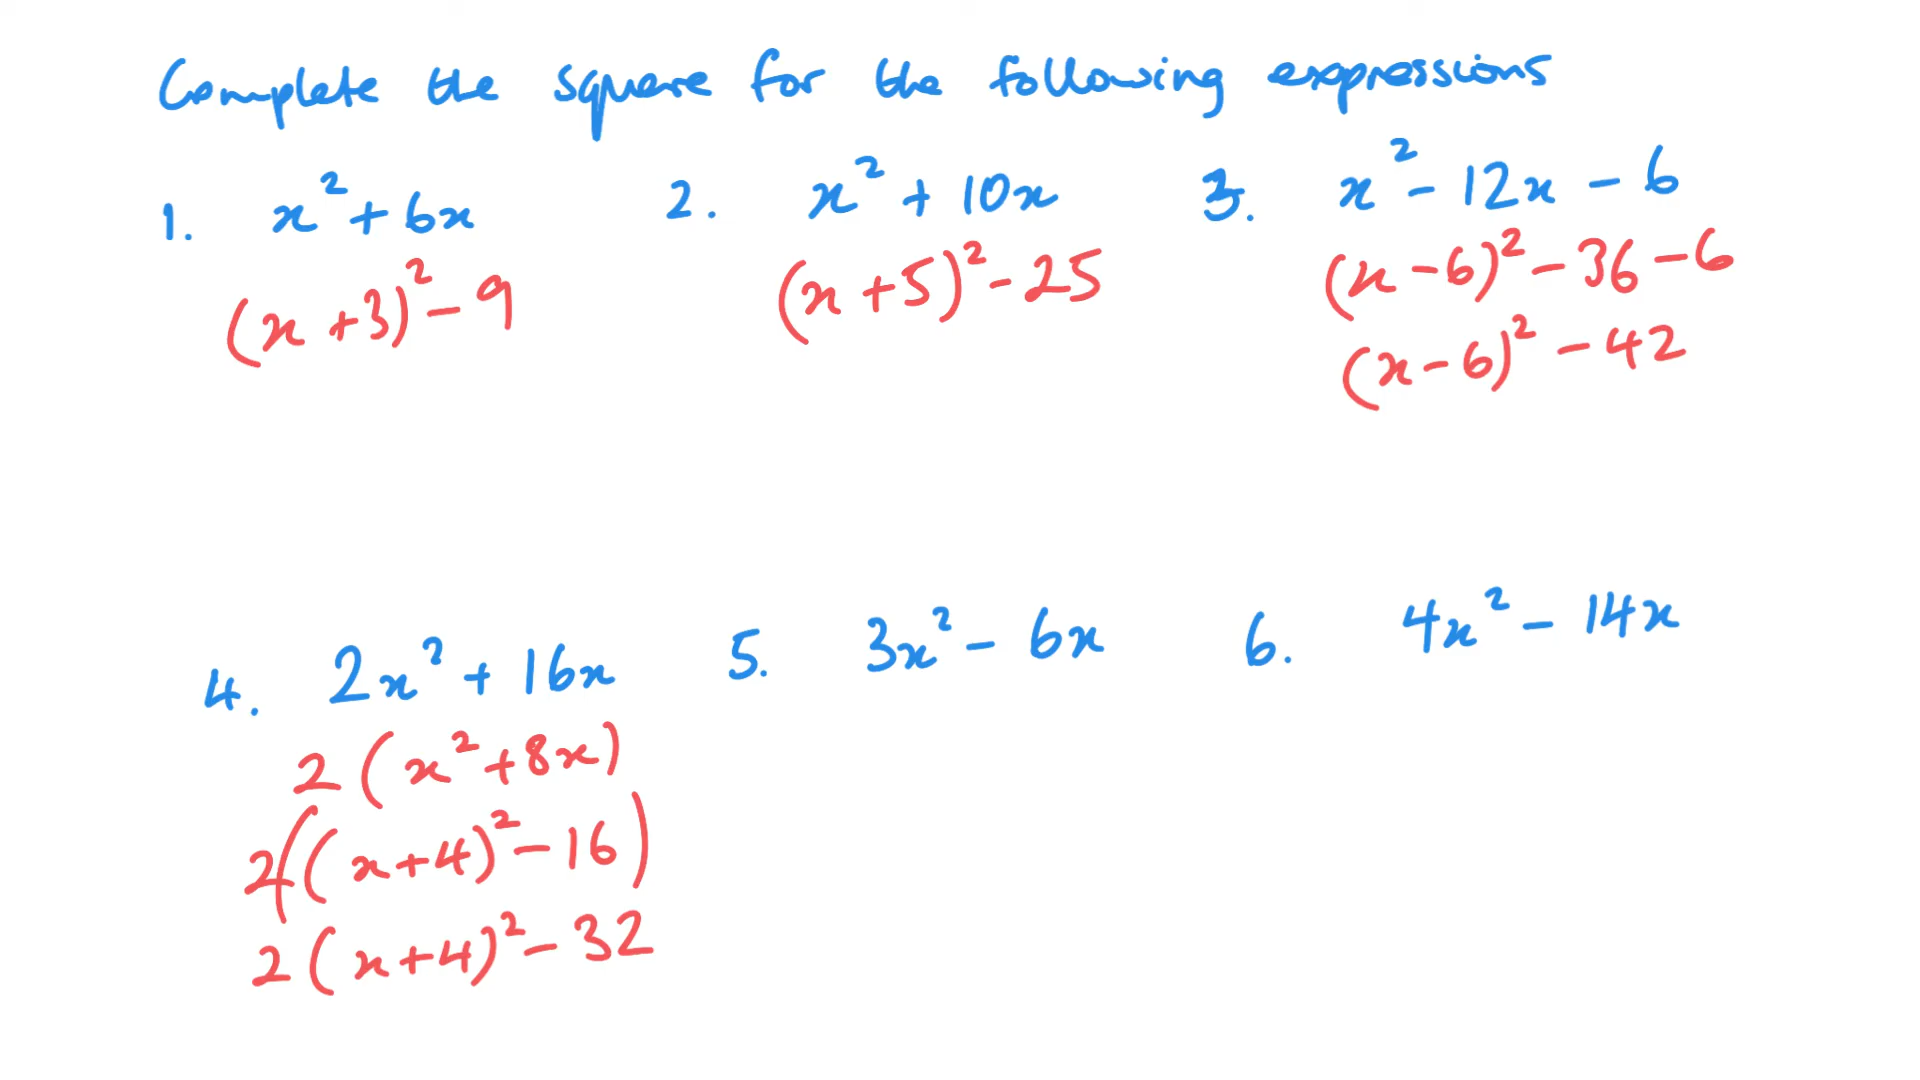 Complete the square for the following expressions
1. x² + 6x
(x + 3)² - 9
2. x² + 10x
(x + 5)² - 25
3. x² - 12x - 6
(x - 6)² - 36 - 6
(x - 6)² - 42
4. 2x² + 16x
2(x² + 8x)
2((x + 4)² - 16)
2(x + 4)² - 32
5. 3x² - 6x
6. 4x² - 14x